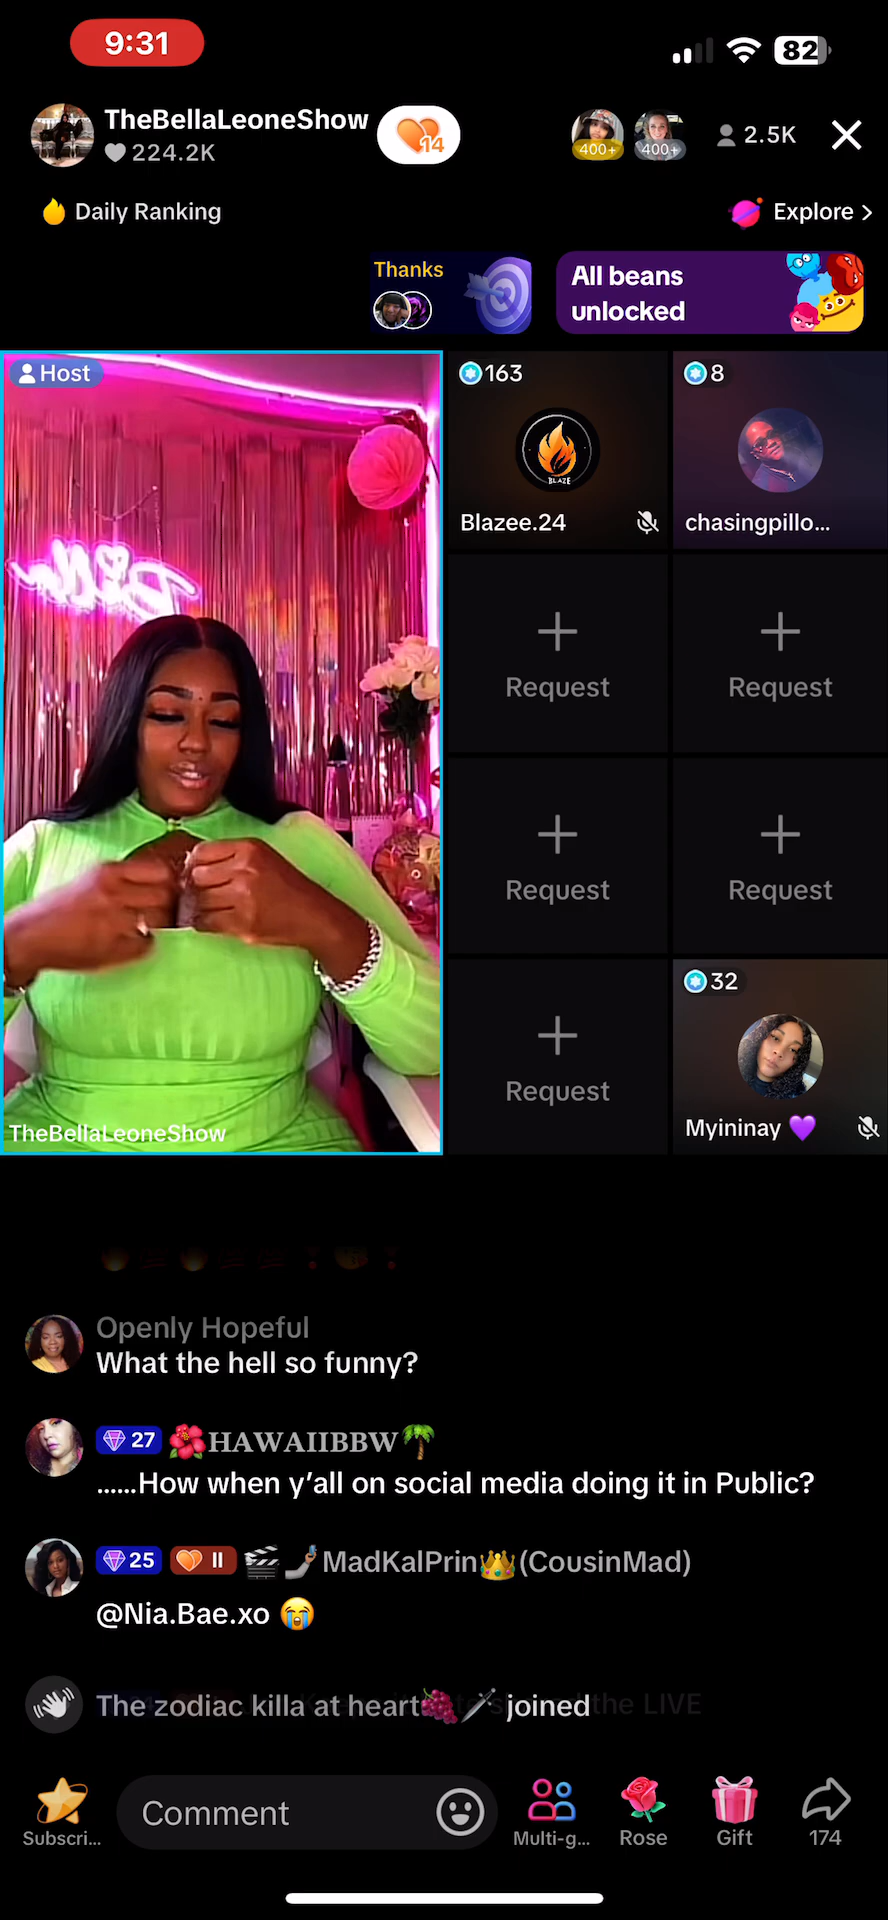 9:31
82
TheBellaLeoneShow
224.2K
14
400+
400+
2.5K
Daily Ranking
Explore >
Thanks
All beans
unlocked
Host
163
8
BLAZE
Blazee.24
chasingpillo...
Bella
Request
Request
Request
Request
Request
32
Myininay 💜
TheBellaLeoneShow
Openly Hopeful
What the hell so funny?
27 🌺HAWAIIBBW🌴
......How when y'all on social media doing it in Public?
25 II 🎬🤳MadKalPrin👑(CousinMad)
@Nia.Bae.xo 😭
The zodiac killa at heart🍇🗡️ joined
the LIVE
Subscri...
Comment
Multi-g...
Rose
Gift
174